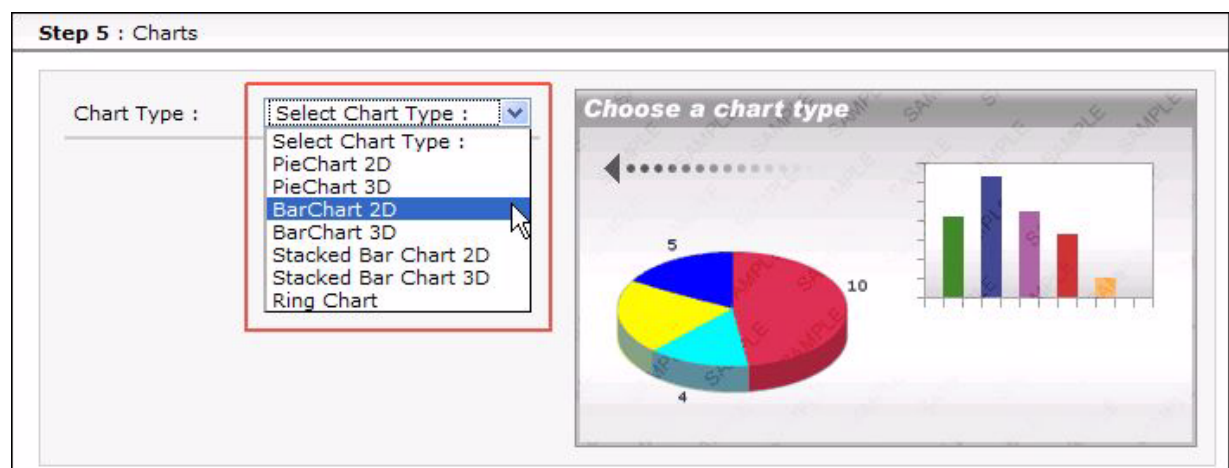 Step 5 : Charts
Chart Type :
Select Chart Type :
Select Chart Type :
PieChart 2D
PieChart 3D
BarChart 2D
BarChart 3D
Stacked Bar Chart 2D
Stacked Bar Chart 3D
Ring Chart
Choose a chart type
5
10
4
SAMPLE